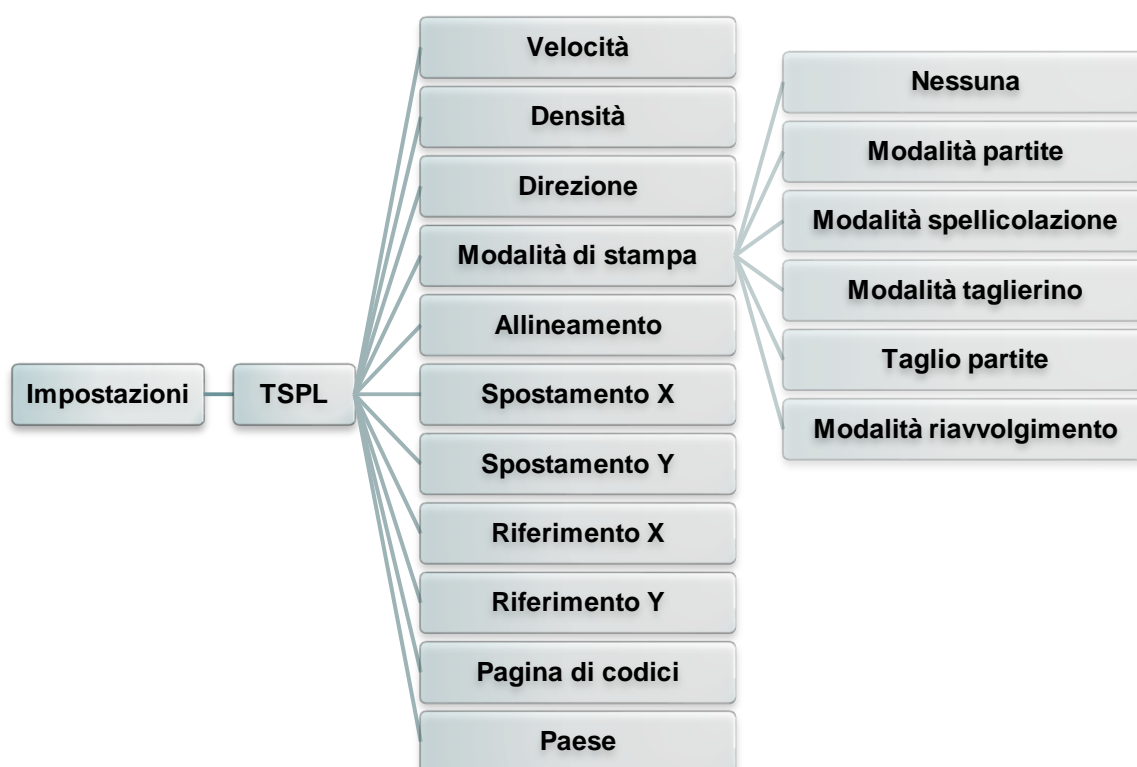 Impostazioni
TSPL
Velocità
Densità
Direzione
Modalità di stampa
Allineamento
Spostamento X
Spostamento Y
Riferimento X
Riferimento Y
Pagina di codici
Paese
Nessuna
Modalità partite
Modalità spellicolazione
Modalità taglierino
Taglio partite
Modalità riavvolgimento